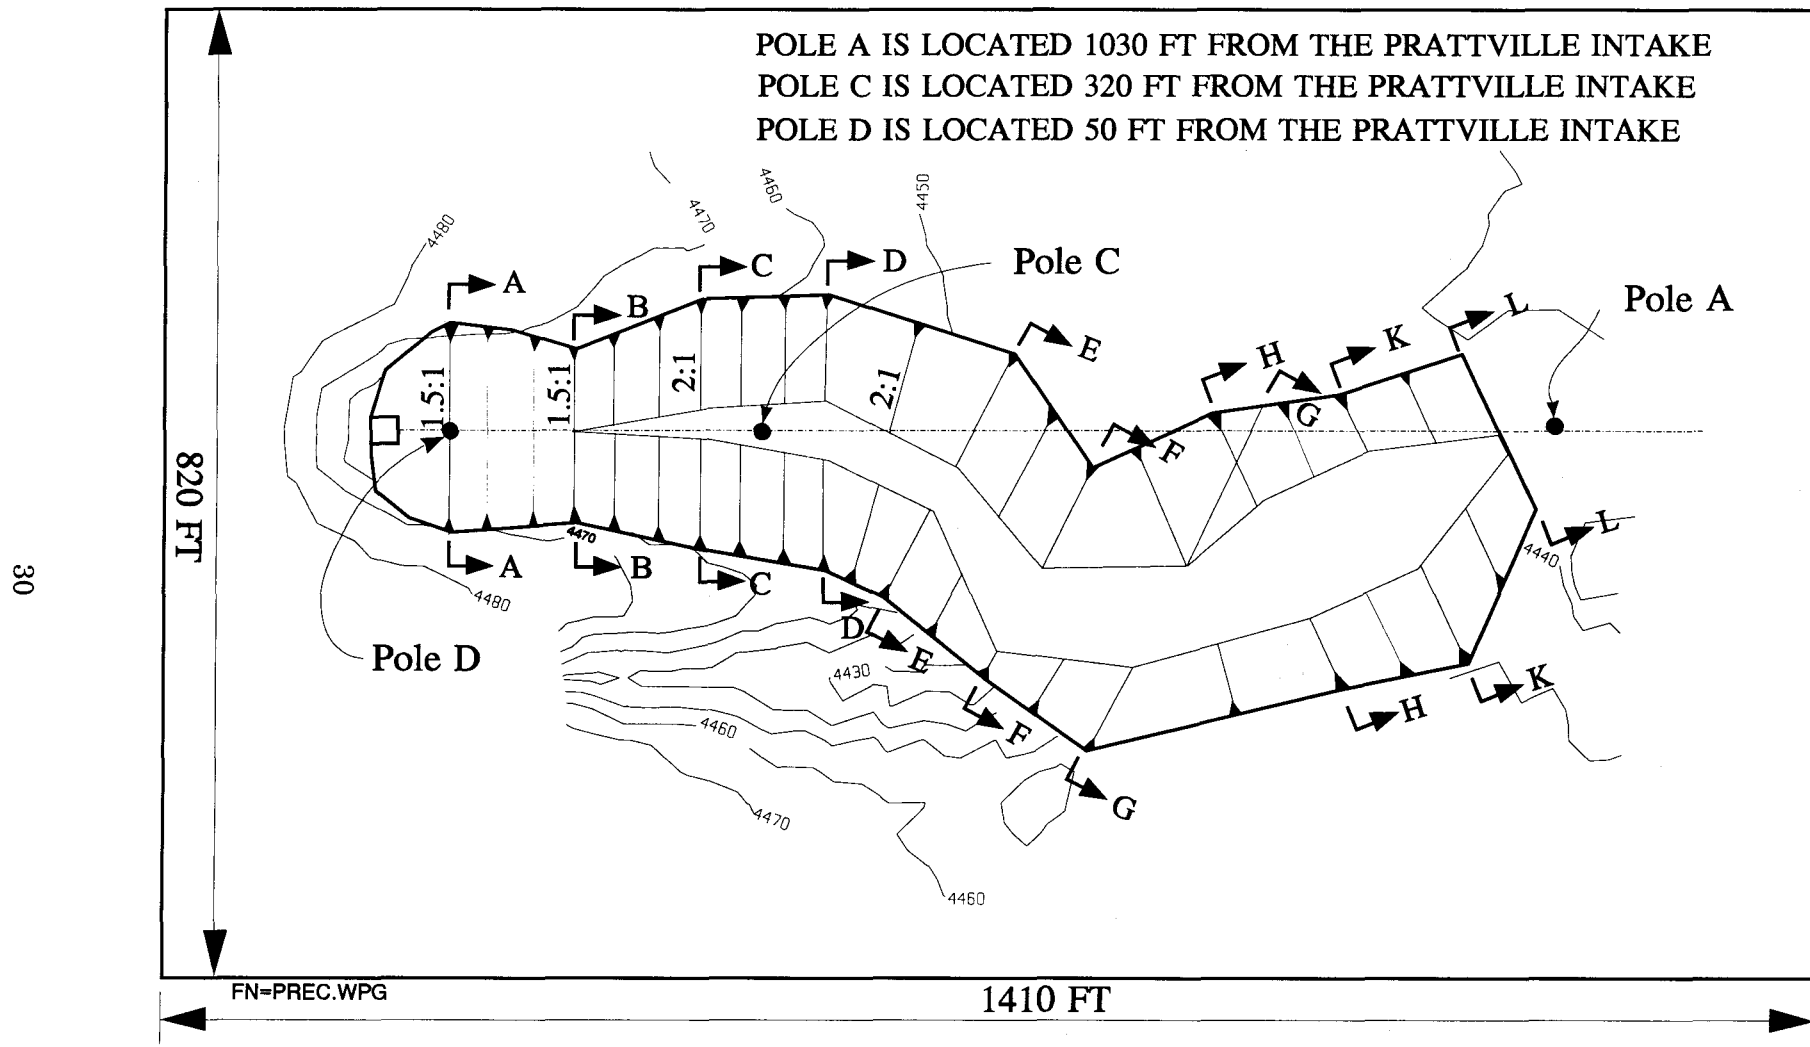 POLE A IS LOCATED 1030 FT FROM THE PRATTVILLE INTAKE
POLE C IS LOCATED 320 FT FROM THE PRATTVILLE INTAKE
POLE D IS LOCATED 50 FT FROM THE PRATTVILLE INTAKE
4480
4470
4460
4450
A
B
C
D
Pole C
E
F
H
G
K
L
Pole A
1.5:1
1.5:1
2:1
2:1
820 FT
30
4470
4480
A
B
C
D
E
F
G
H
K
L
4440
Pole D
4430
4460
4470
4460
FN=PREC.WPG
1410 FT